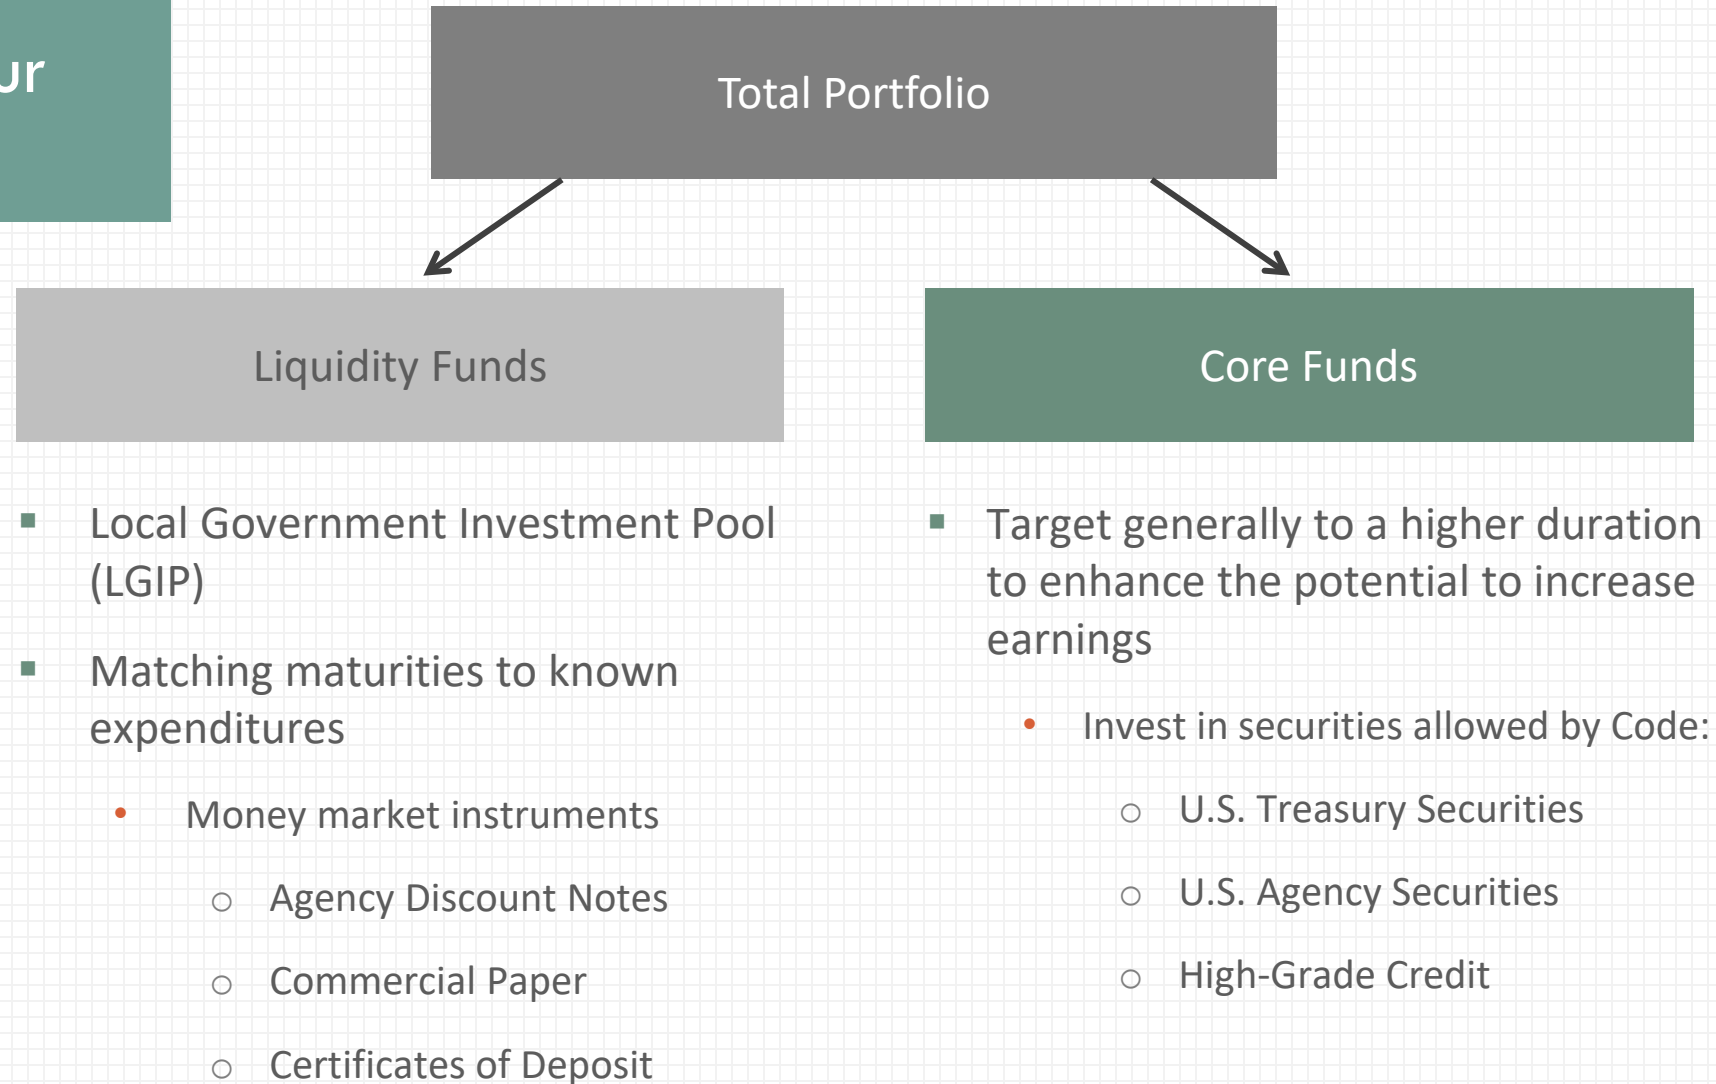 Total Portfolio
Liquidity Funds
Local Government Investment Pool
(LGIP)
Matching maturities to known
expenditures
Money market instruments
Agency Discount Notes
Commercial Paper
Certificates of Deposit
Core Funds
Target generally to a higher duration
to enhance the potential to increase
earnings
Invest in securities allowed by Code:
U.S. Treasury Securities
U.S. Agency Securities
High-Grade Credit